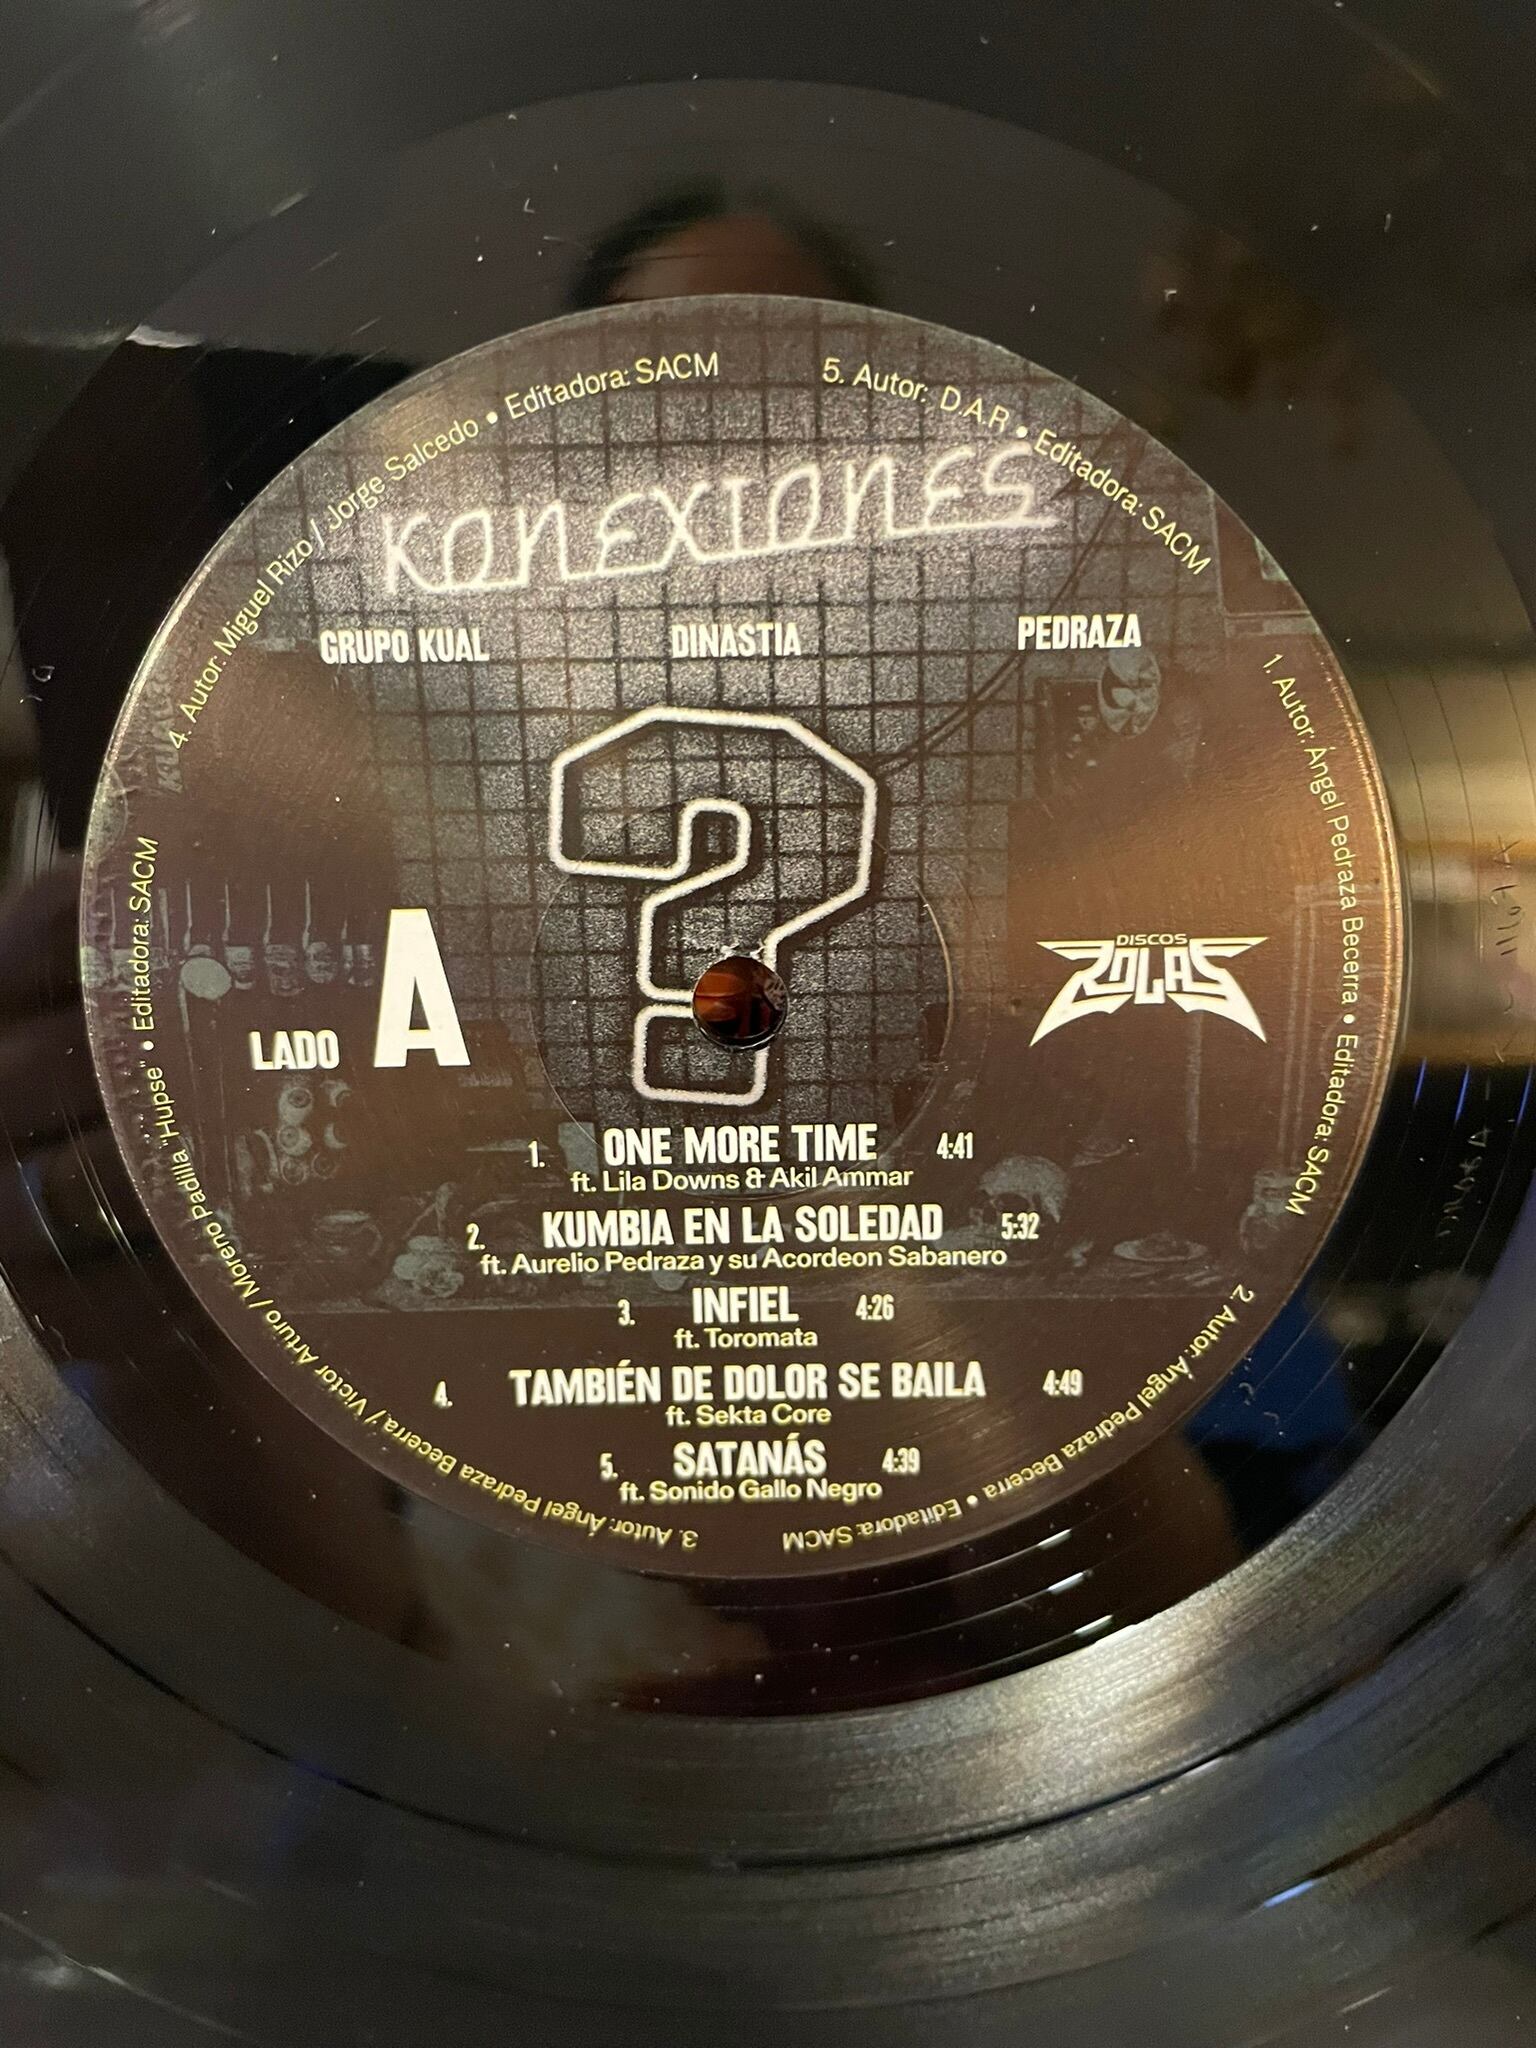 KONEXIONES
GRUPO KUAL DINASTIA PEDRAZA
LADO A
DISCOS
ROLAS
1. ONE MORE TIME 4:41
ft. Lila Downs & Akil Ammar
2. KUMBIA EN LA SOLEDAD 5:32
ft. Aurelio Pedraza y su Acordeon Sabanero
3. INFIEL 4:26
ft. Toromata
4. TAMBIÉN DE DOLOR SE BAILA 4:49
ft. Sekta Core
5. SATANÁS 4:39
ft. Sonido Gallo Negro
1. Autor: Ángel Pedraza Becerra • Editadora: SACM
2. Autor: Ángel Pedraza Becerra • Editadora: SACM
3. Autor: Ángel Pedraza Becerra / Victor Arturo / Moreno Padilla "Hupse" • Editadora: SACM
4. Autor: Miguel Rizo / Jorge Salcedo • Editadora: SACM
5. Autor: D.A.R • Editadora: SACM